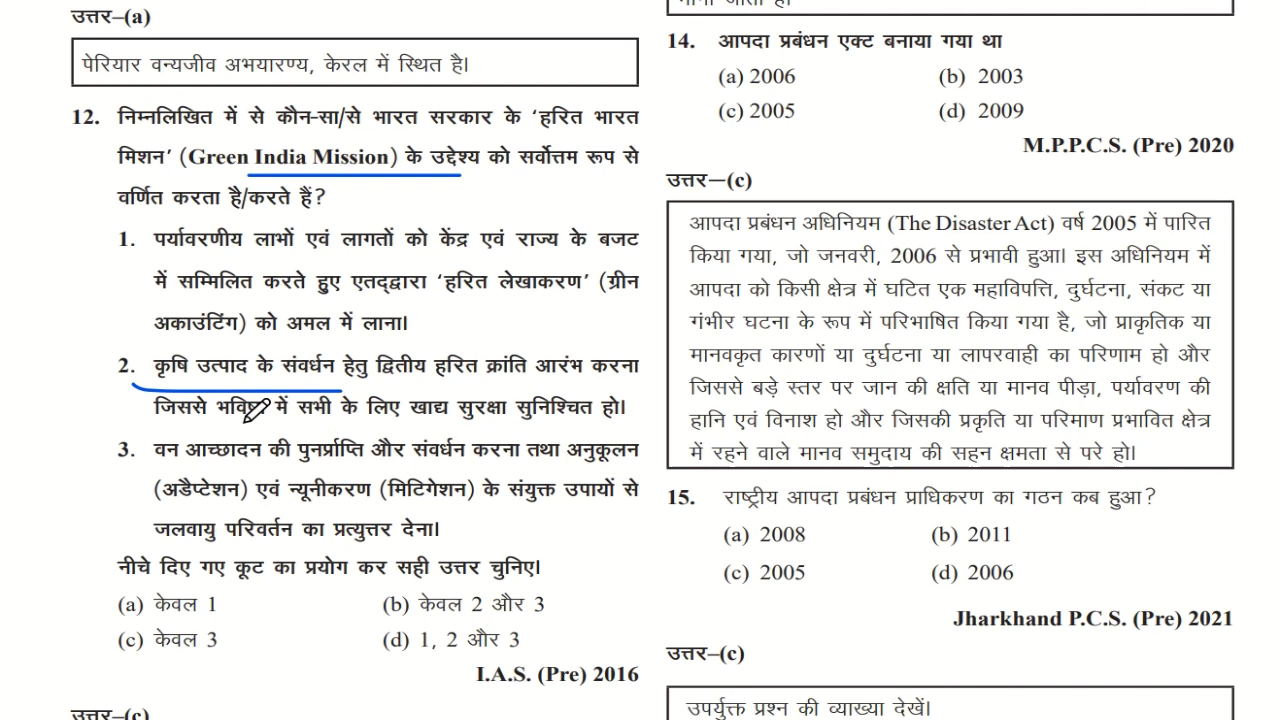 उत्तर–(a)
पेरियार वन्यजीव अभयारण्य, केरल में स्थित है।
12. निम्नलिखित में से कौन-सा/से भारत सरकार के ‘हरित भारत
मिशन’ (Green India Mission) के उद्देश्य को सर्वोत्तम रूप से
वर्णित करता है/करते हैं?
1. पर्यावरणीय लाभों एवं लागतों को केंद्र एवं राज्य के बजट
में सम्मिलित करते हुए एतद्द्वारा ‘हरित लेखाकरण’ (ग्रीन
अकाउंटिंग) को अमल में लाना।
2. कृषि उत्पाद के संवर्धन हेतु द्वितीय हरित क्रांति आरंभ करना
जिससे में सभी के लिए खाद्य सुरक्षा सुनिश्चित हो।
3. वन आच्छादन की पुनर्प्राप्ति और संवर्धन करना तथा अनुकूलन
(अडैप्टेशन) एवं न्यूनीकरण (मिटिगेशन) के संयुक्त उपायों से
जलवायु परिवर्तन का प्रत्युत्तर देना।
नीचे दिए गए कूट का प्रयोग कर सही उत्तर चुनिए।
(a) केवल 1 (b) केवल 2 और 3
(c) केवल 3 (d) 1, 2 और 3
I.A.S. (Pre) 2016
उत्तर–(c)
14. आपदा प्रबंधन एक्ट बनाया गया था
(a) 2006 (b) 2003
(c) 2005 (d) 2009
M.P.P.C.S. (Pre) 2020
उत्तर–(c)
आपदा प्रबंधन अधिनियम (The Disaster Act) वर्ष 2005 में पारित
किया गया, जो जनवरी, 2006 से प्रभावी हुआ। इस अधिनियम में
आपदा को किसी क्षेत्र में घटित एक महाविपत्ति, दुर्घटना, संकट या
गंभीर घटना के रूप में परिभाषित किया गया है, जो प्राकृतिक या
मानवकृत कारणों या दुर्घटना या लापरवाही का परिणाम हो और
जिससे बड़े स्तर पर जान की क्षति या मानव पीड़ा, पर्यावरण की
हानि एवं विनाश हो और जिसकी प्रकृति या परिमाण प्रभावित क्षेत्र
में रहने वाले मानव समुदाय की सहन क्षमता से परे हो।
15. राष्ट्रीय आपदा प्रबंधन प्राधिकरण का गठन कब हुआ?
(a) 2008 (b) 2011
(c) 2005 (d) 2006
Jharkhand P.C.S. (Pre) 2021
उत्तर–(c)
उपर्युक्त प्रश्न की व्याख्या देखें।